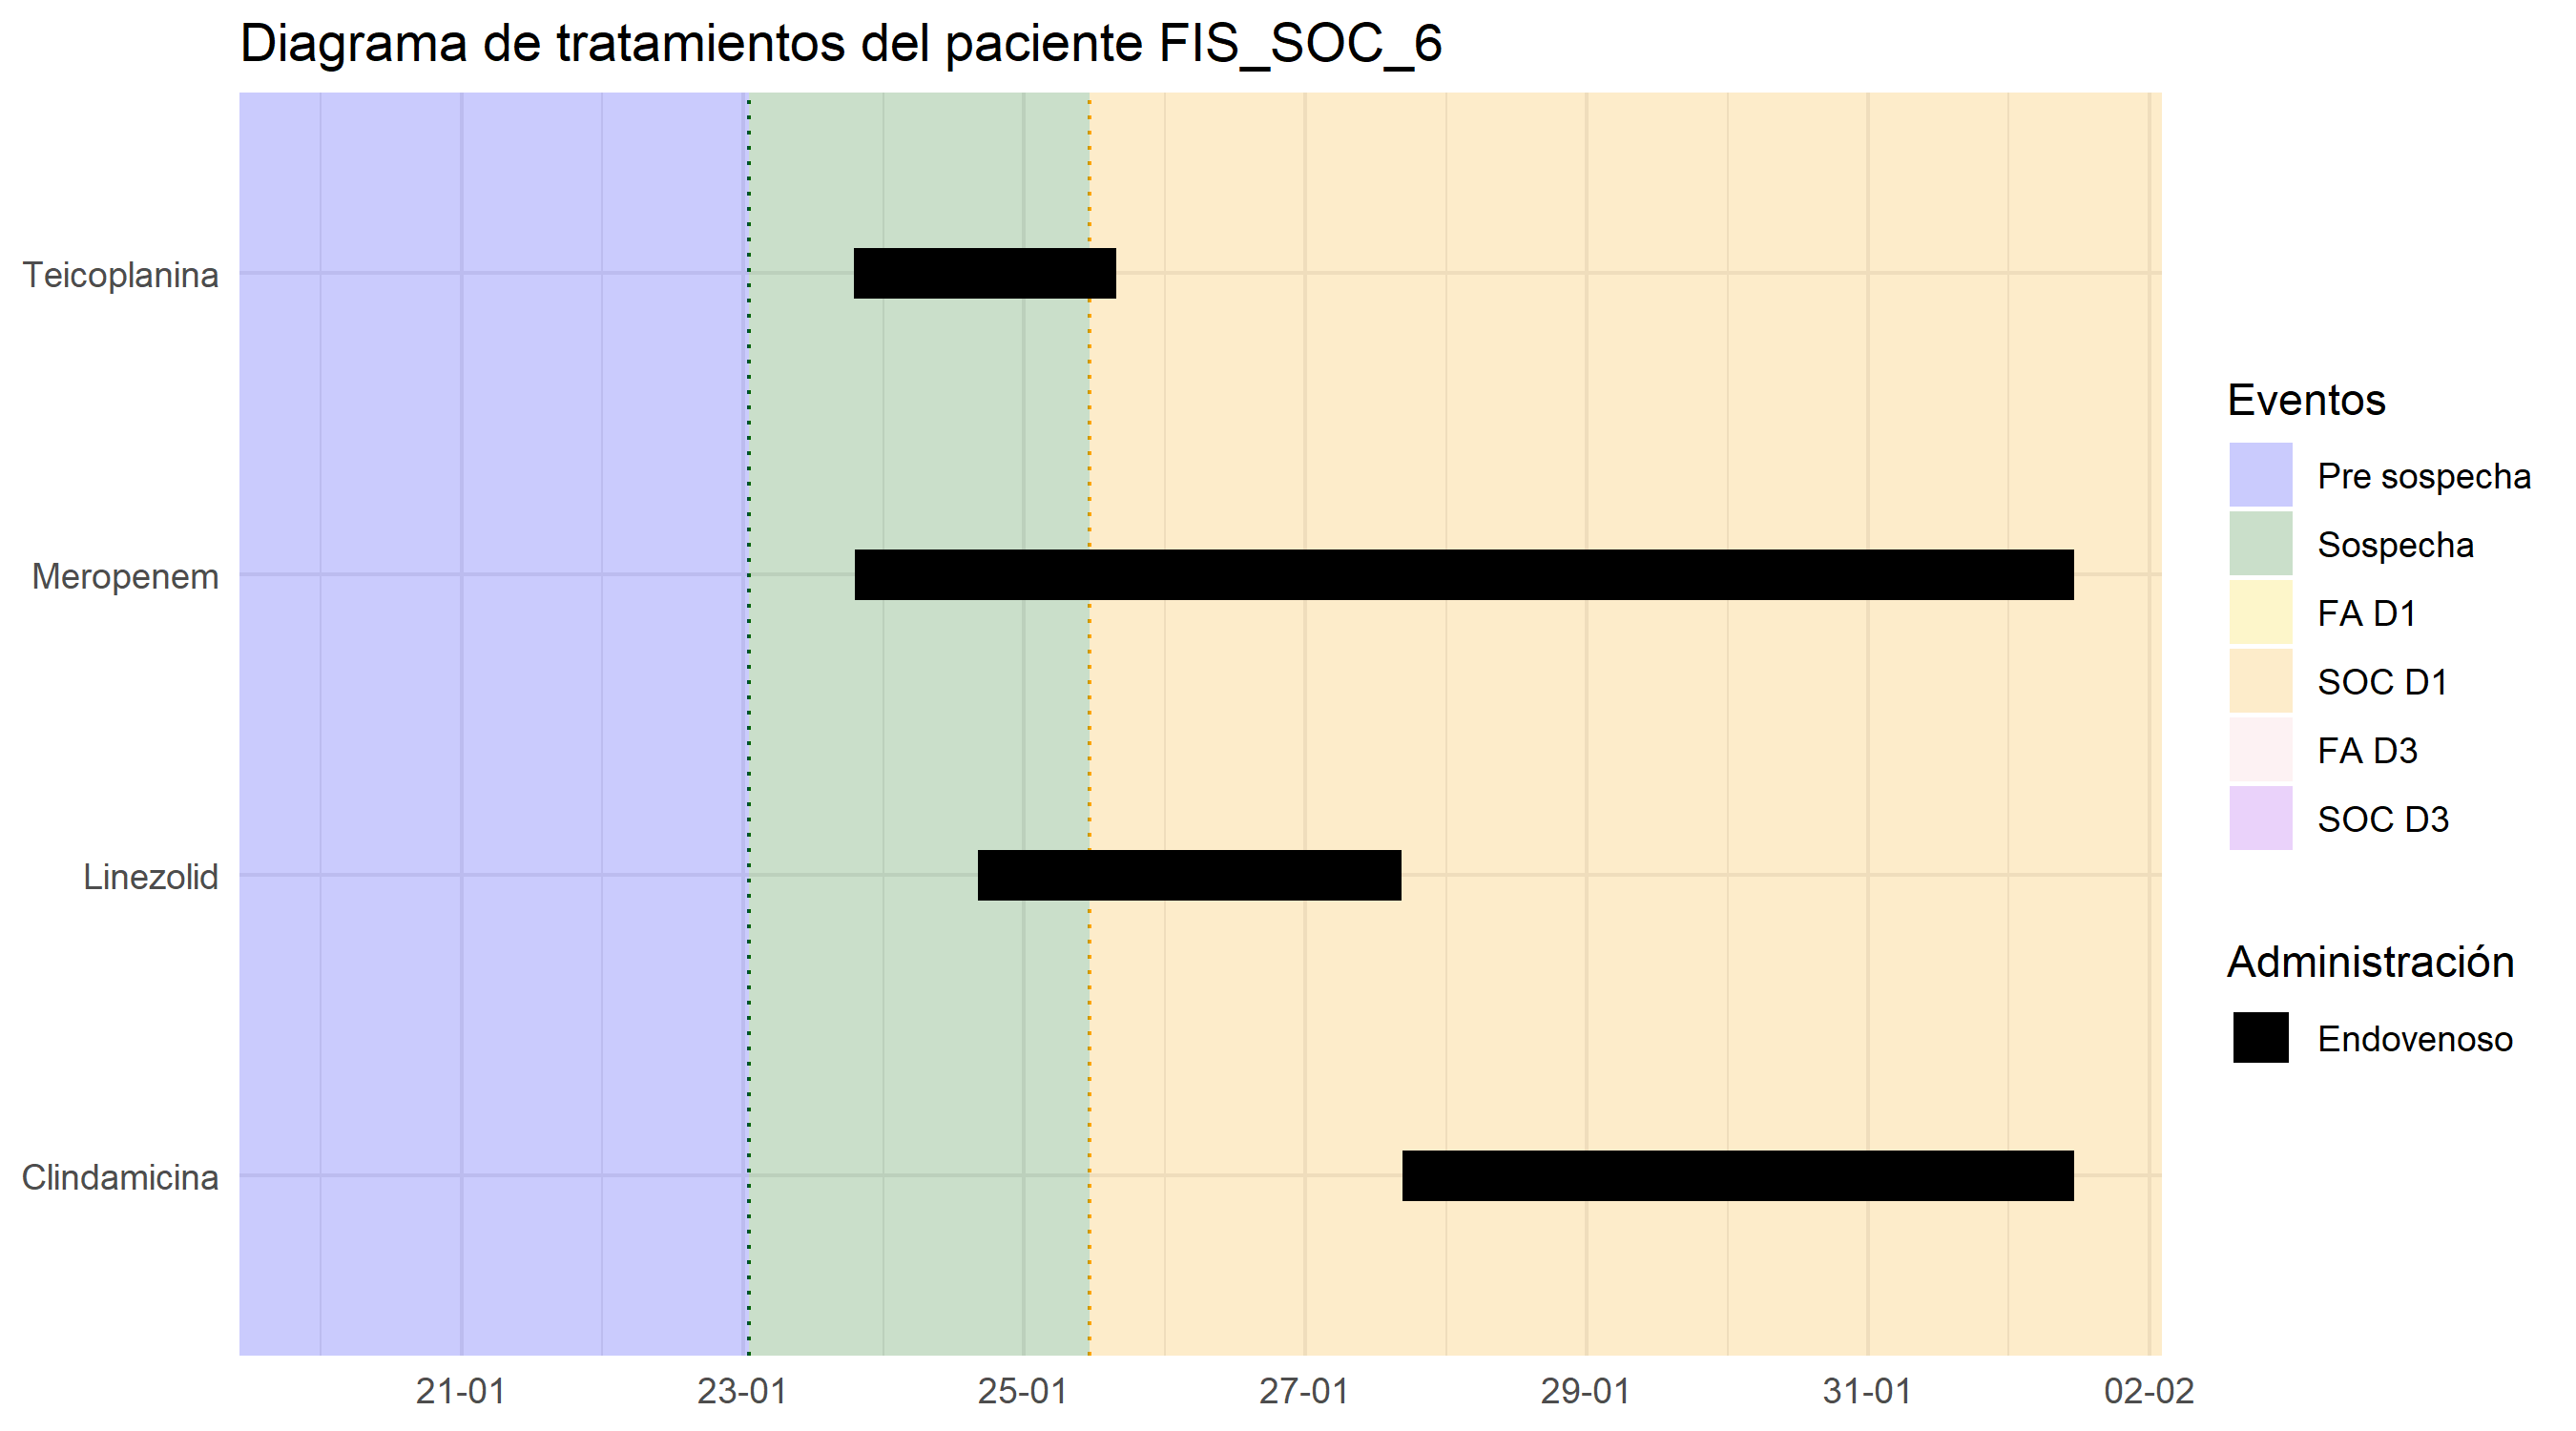 Diagrama de tratamientos del paciente FIS_SOC_6
Teicoplanina
Meropenem
Linezolid
Clindamicina
21-01
23-01
25-01
27-01
29-01
31-01
02-02
Eventos
Pre sospecha
Sospecha
FA D1
SOC D1
FA D3
SOC D3
Administración
Endovenoso